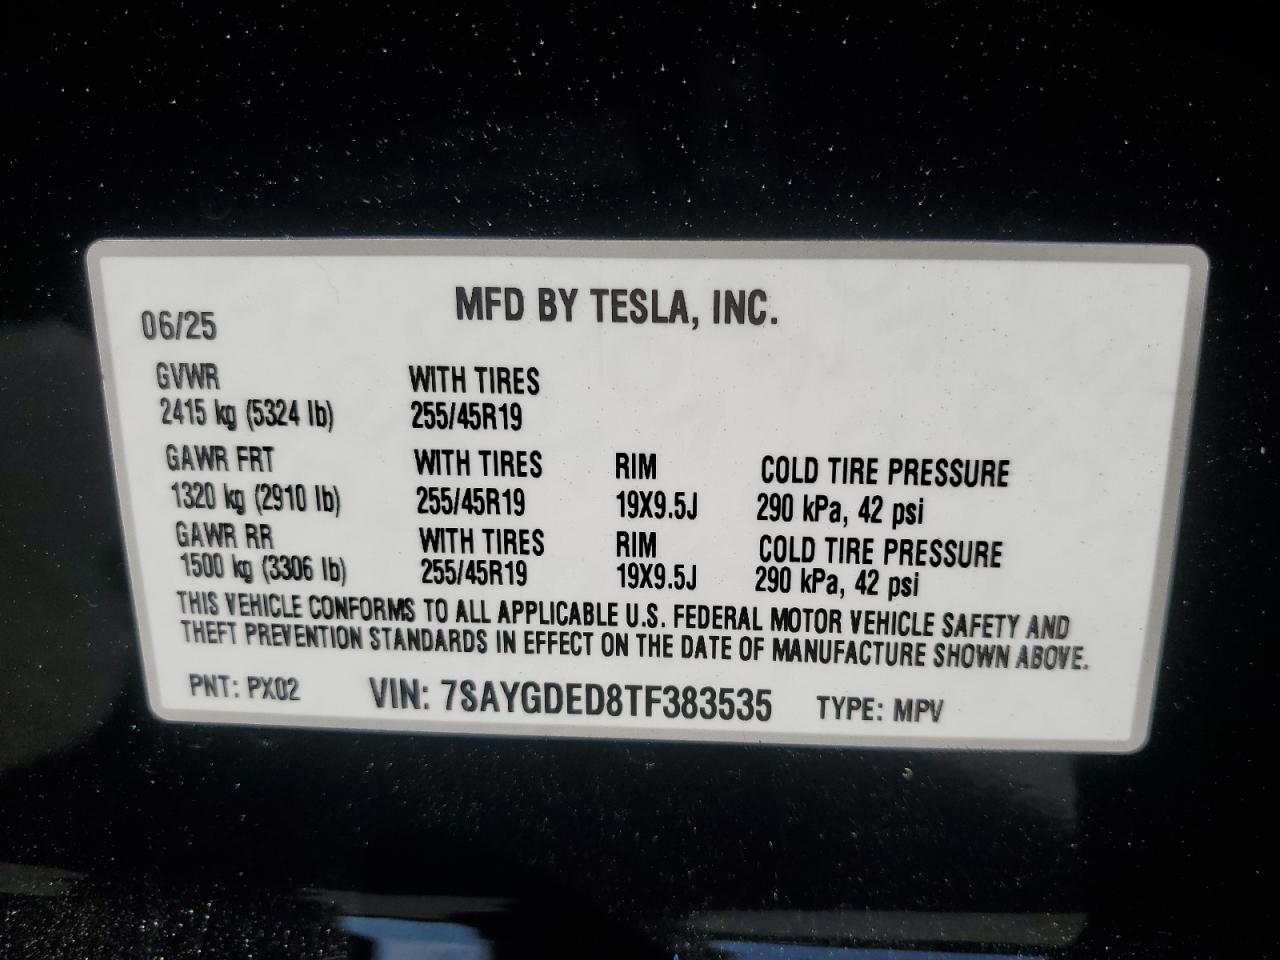 MFD BY TESLA, INC.
06/25
GVWR WITH TIRES
2415 kg (5324 lb) 255/45R19
GAWR FRT WITH TIRES RIM COLD TIRE PRESSURE
1320 kg (2910 lb) 255/45R19 19X9.5J 290 kPa, 42 psi
GAWR RR WITH TIRES RIM COLD TIRE PRESSURE
1500 kg (3306 lb) 255/45R19 19X9.5J 290 kPa, 42 psi
THIS VEHICLE CONFORMS TO ALL APPLICABLE U.S. FEDERAL MOTOR VEHICLE SAFETY AND
THEFT PREVENTION STANDARDS IN EFFECT ON THE DATE OF MANUFACTURE SHOWN ABOVE.
PNT: PX02 VIN: 7SAYGDED8TF383535 TYPE: MPV